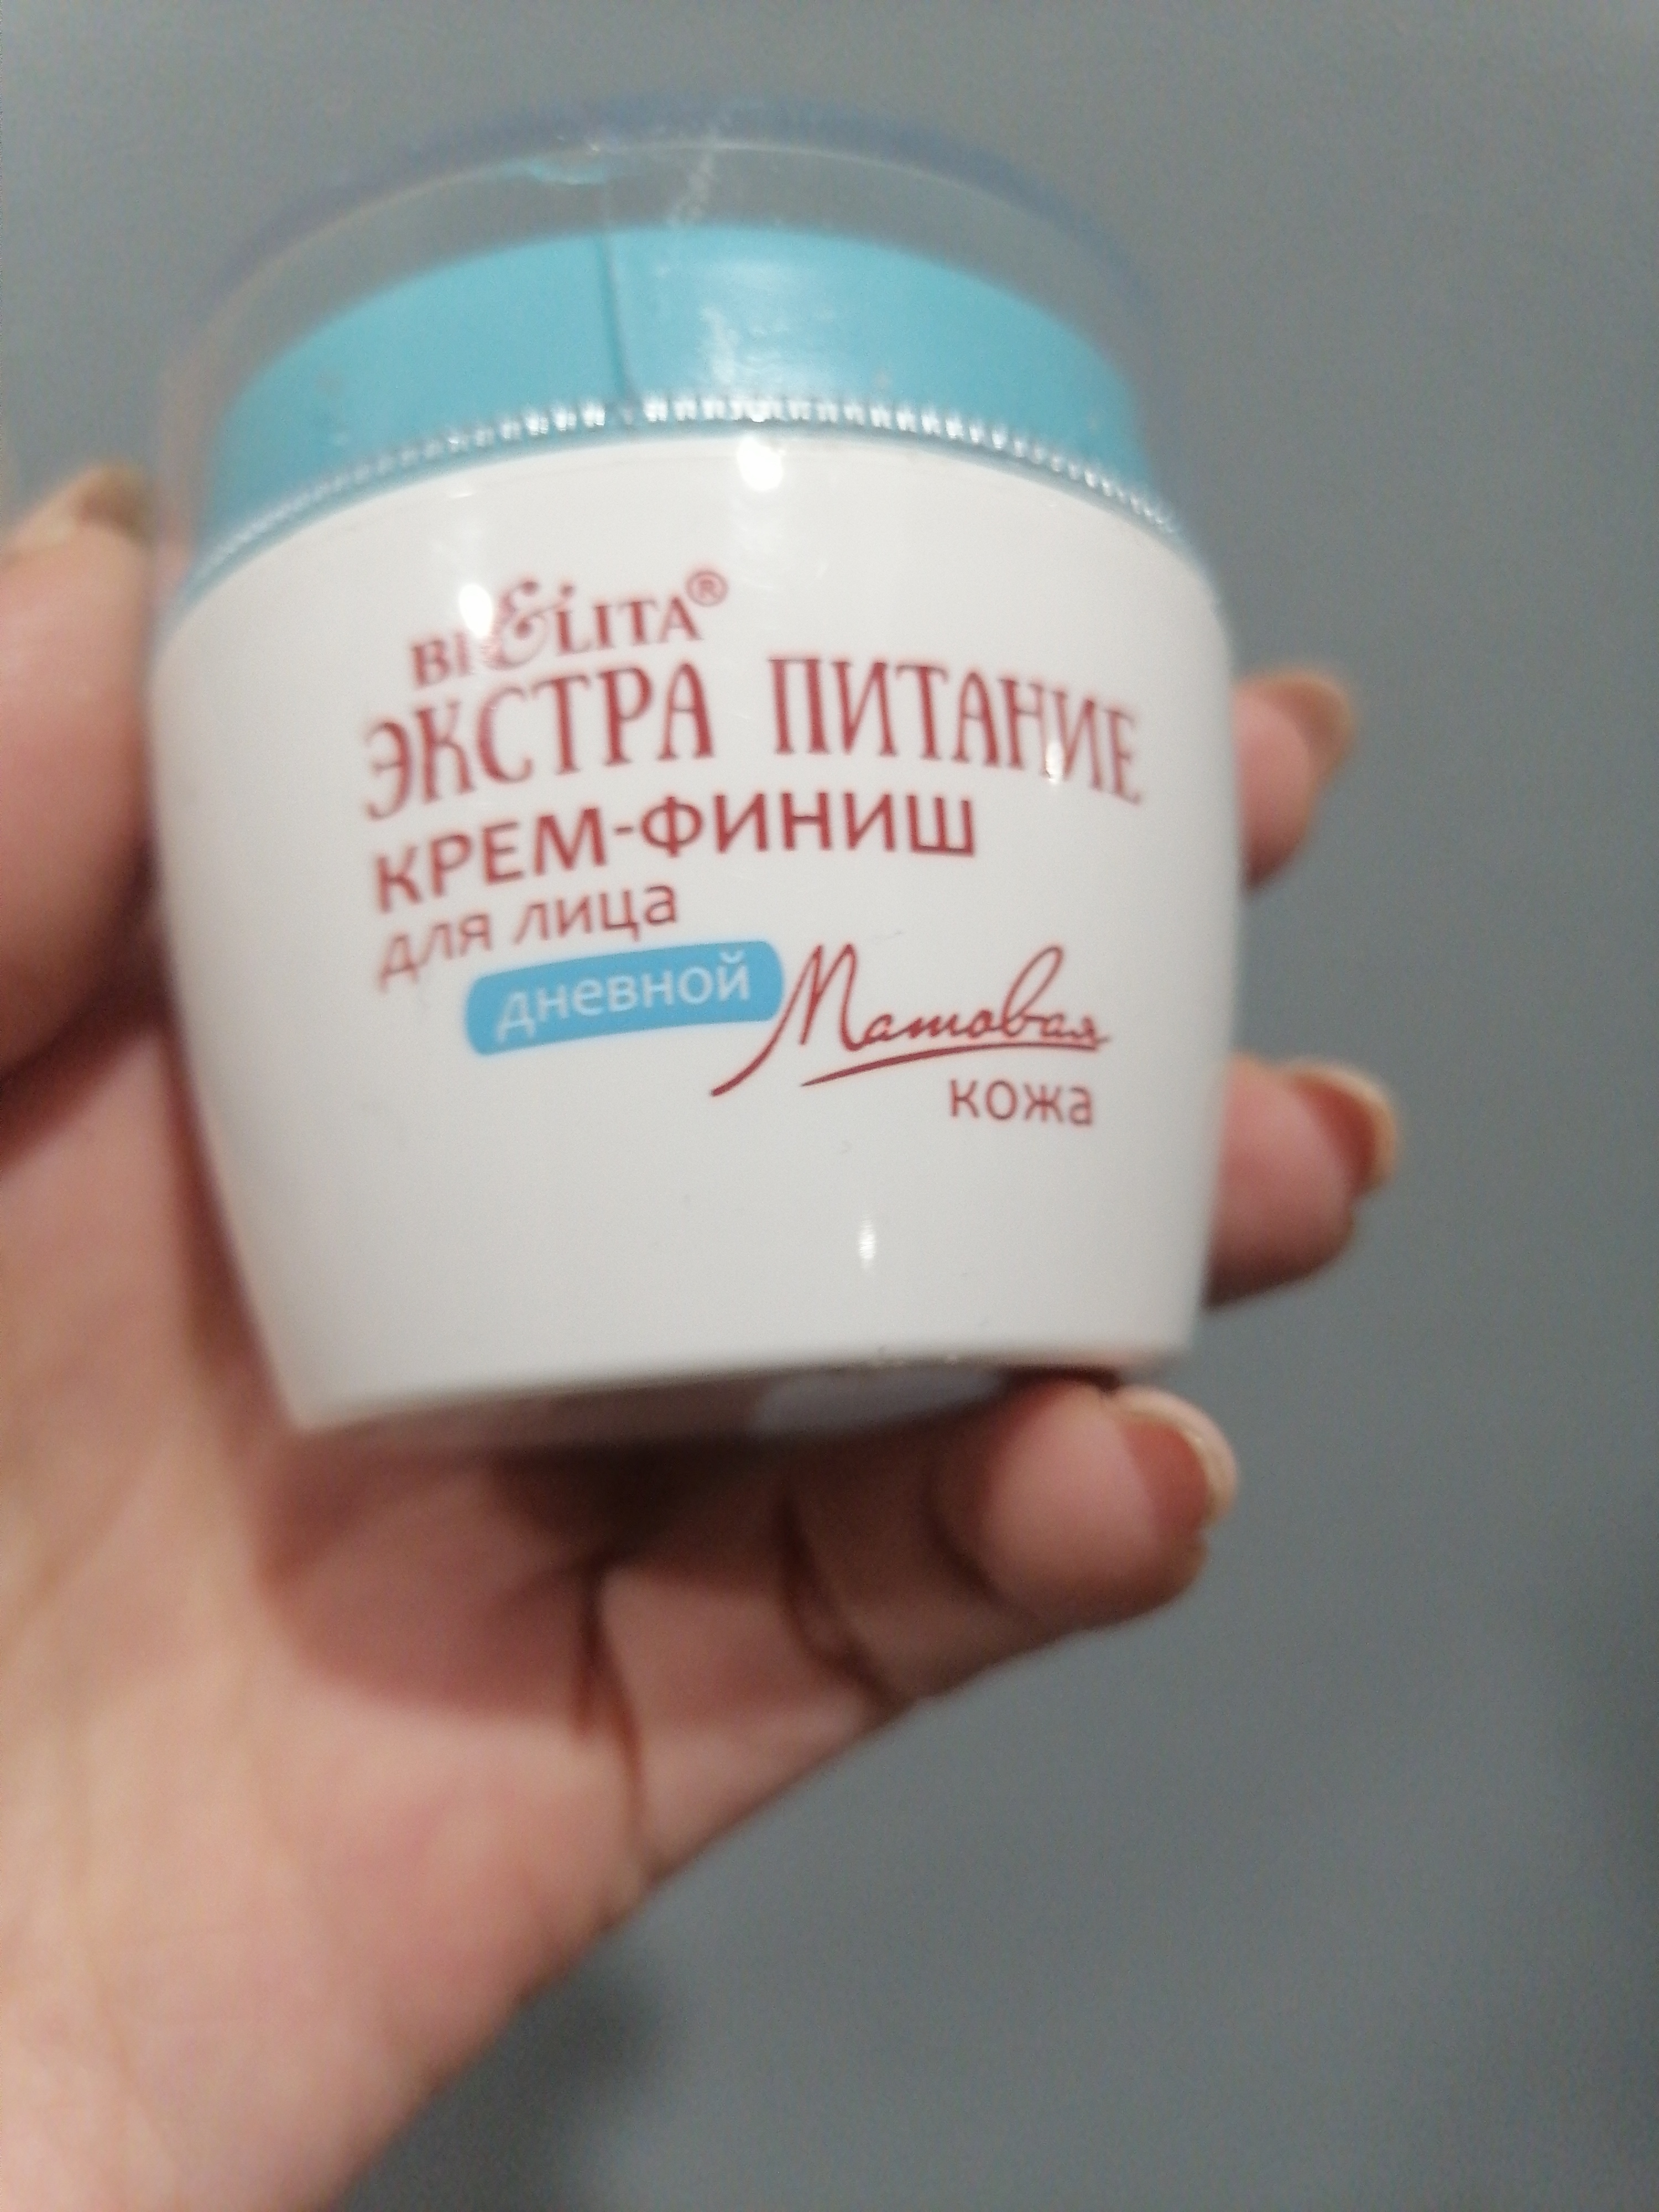 BIELITA®
ЭКСТРА ПИТАНИЕ
КРЕМ-ФИНИШ
для лица
дневной Матовая
кожа